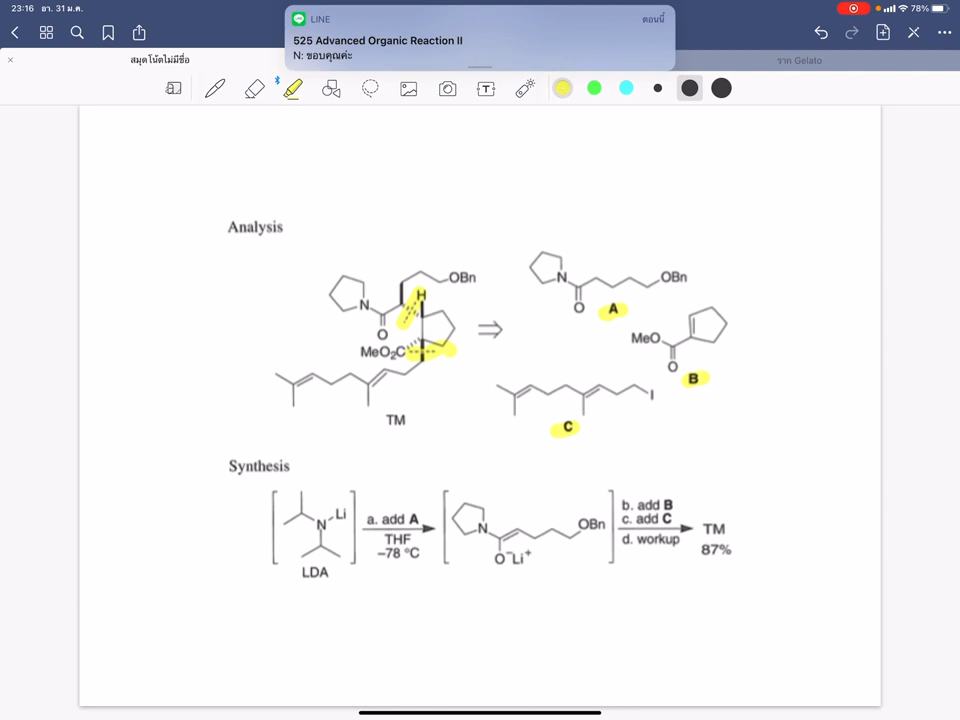 23:16 อา. 31 ม.ค.
78%
LINE
ตอนนี้
525 Advanced Organic Reaction II
N: ขอบคุณค่ะ
สมุดโน้ตไม่มีชื่อ
ราก Gelato
T
Analysis
N
O
OBn
H
MeO₂C
TM
N
O
OBn
A
MeO
O
B
I
C
Synthesis
N
Li
LDA
a. add A
THF
–78 °C
N
O⁻Li⁺
OBn
b. add B
c. add C
d. workup
TM
87%